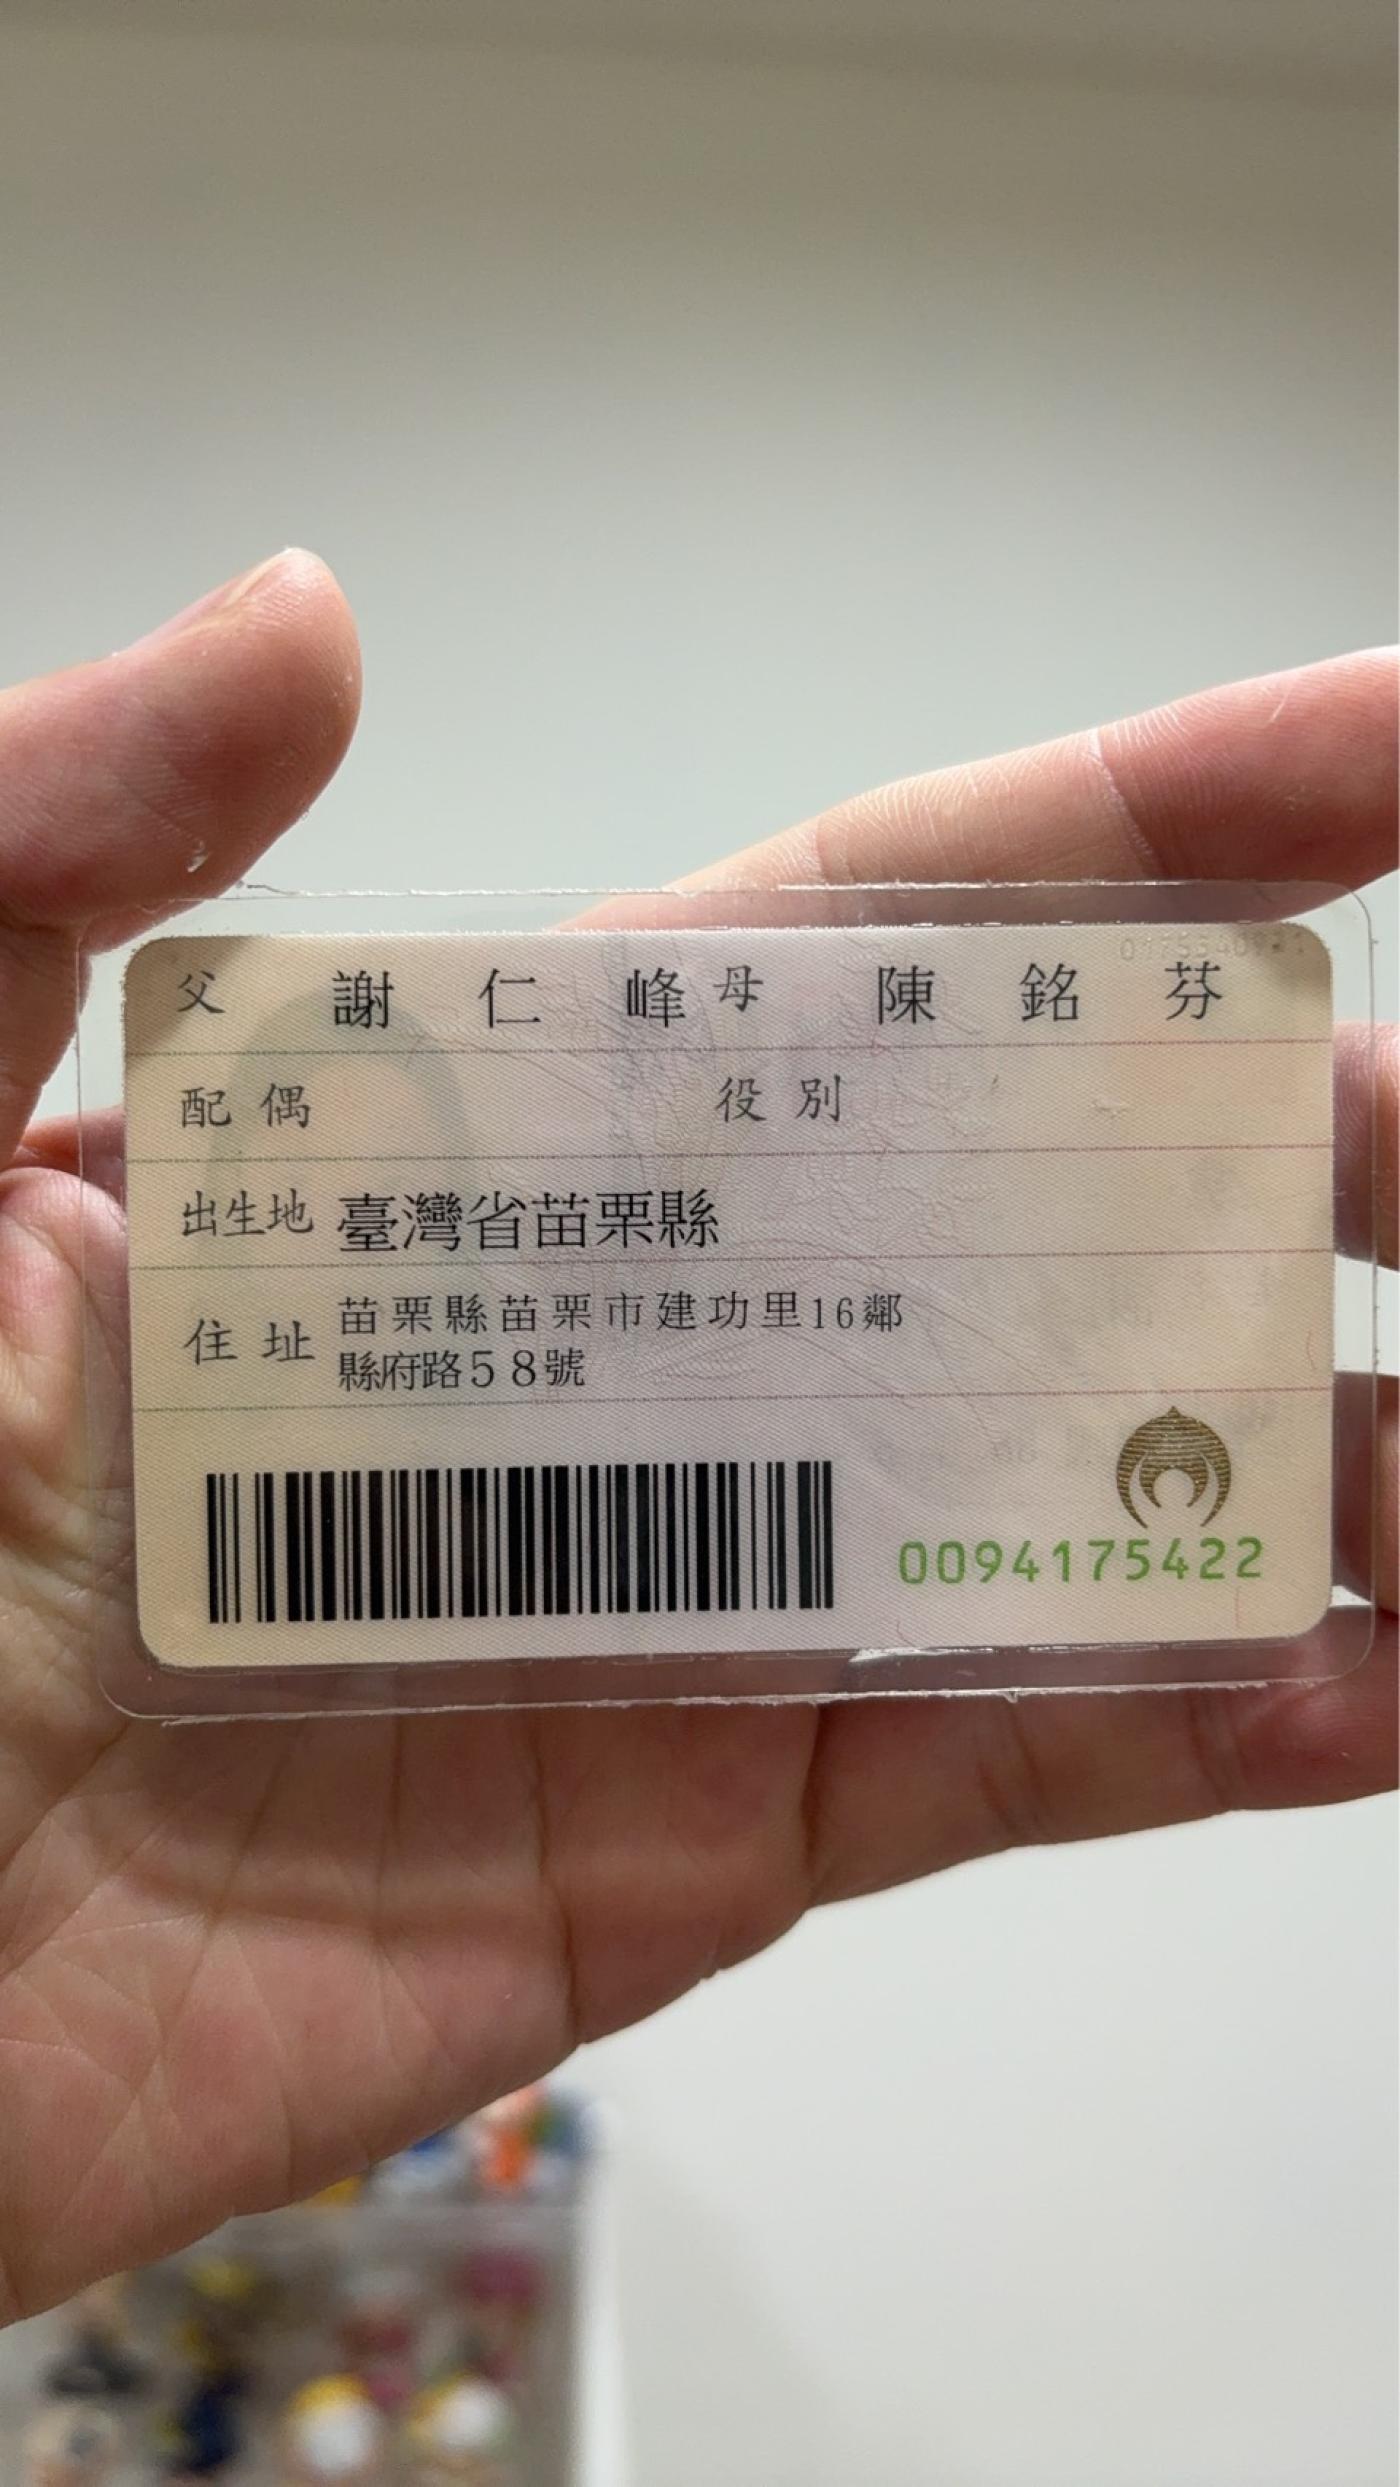 父 謝仁峰 母 陳銘芬
配偶 役別
出生地 臺灣省苗栗縣
住址 苗栗縣苗栗市建功里16鄰
縣府路58號
0094175422